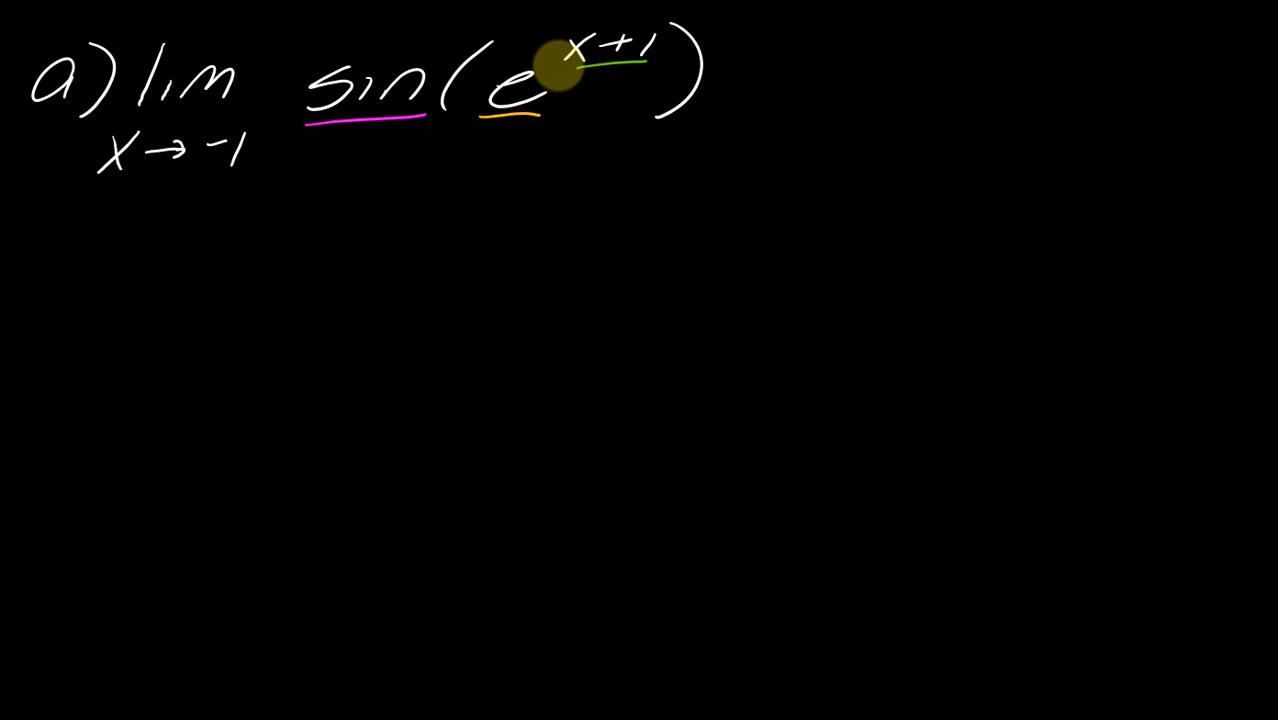 a) lim sin(e^{x+1})
x→-1